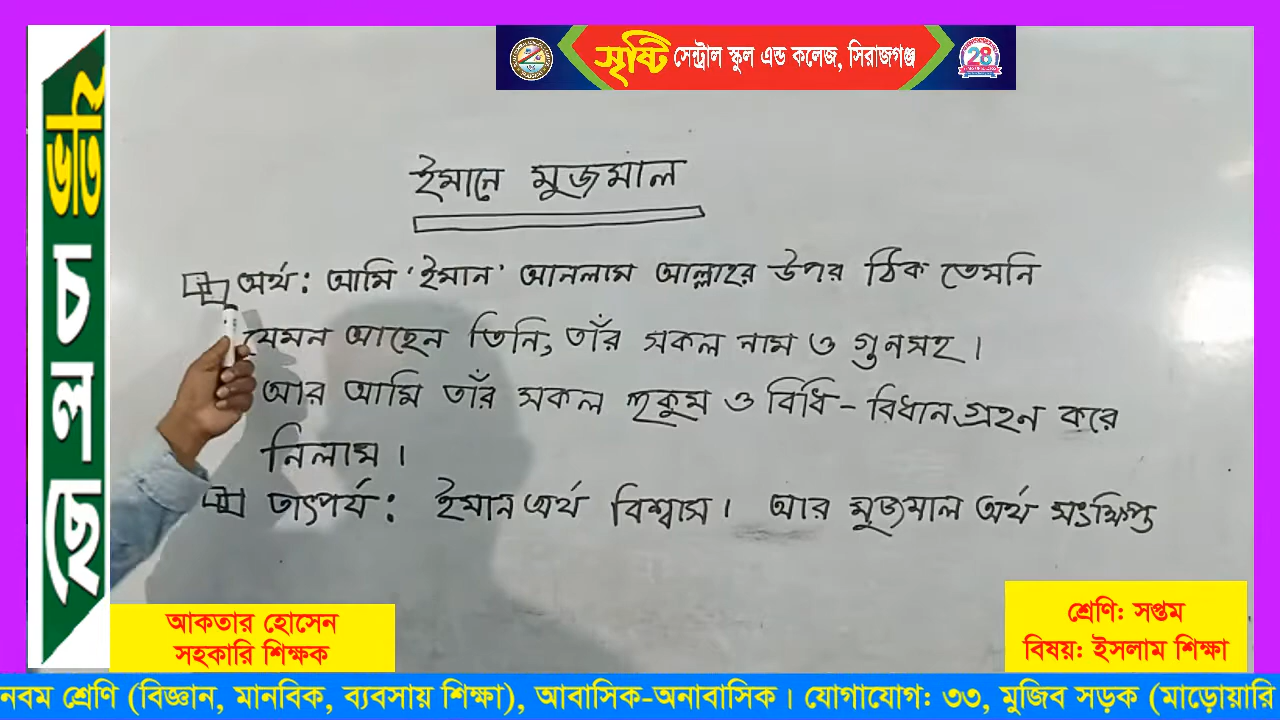 সৃষ্টি সেন্ট্রাল স্কুল এন্ড কলেজ, সিরাজগঞ্জ
28
ভর্তি চলছে
ইমানে মুজমাল
অর্থ: আমি 'ইমান' আনলাম আল্লাহর উপর ঠিক তেমনি
যেমন আছেন তিনি, তাঁর সকল নাম ও গুনসহ।
আর আমি তাঁর সকল হুকুম ও বিধি-বিধান গ্রহন করে
নিলাম।
তাৎপর্য: ইমান অর্থ বিশ্বাস। আর মুজমাল অর্থ সংক্ষিপ্ত
আকতার হোসেন
সহকারি শিক্ষক
শ্রেণি: সপ্তম
বিষয়: ইসলাম শিক্ষা
নবম শ্রেণি (বিজ্ঞান, মানবিক, ব্যবসায় শিক্ষা), আবাসিক-অনাবাসিক। যোগাযোগ: ৩৩, মুজিব সড়ক (মাড়োয়ারি